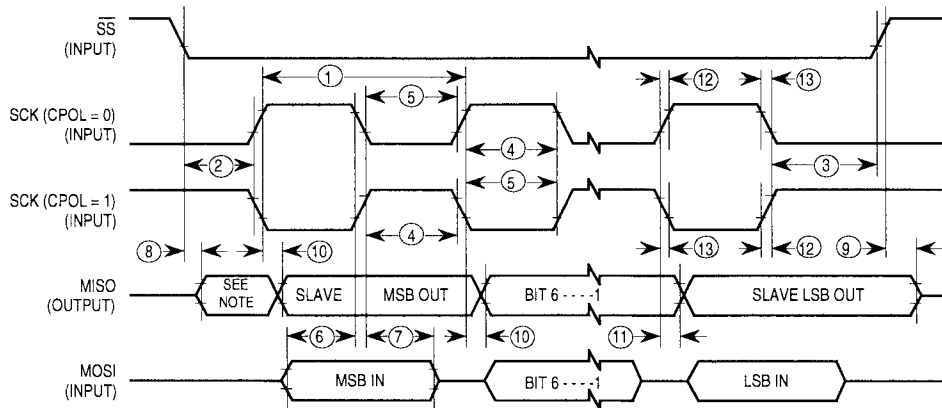 SS
(INPUT)
① ⑫ ⑬
⑤
SCK (CPOL = 0)
(INPUT)
④
② ③
⑤
SCK (CPOL = 1)
(INPUT)
④
⑧ ⑩ ⑬ ⑫ ⑨
MISO
(OUTPUT)
SEE
NOTE
SLAVE MSB OUT
BIT 6 - - - - -1
SLAVE LSB OUT
⑥ ⑦ ⑩ ⑪
MOSI
(INPUT)
MSB IN
BIT 6 - - - - -1
LSB IN